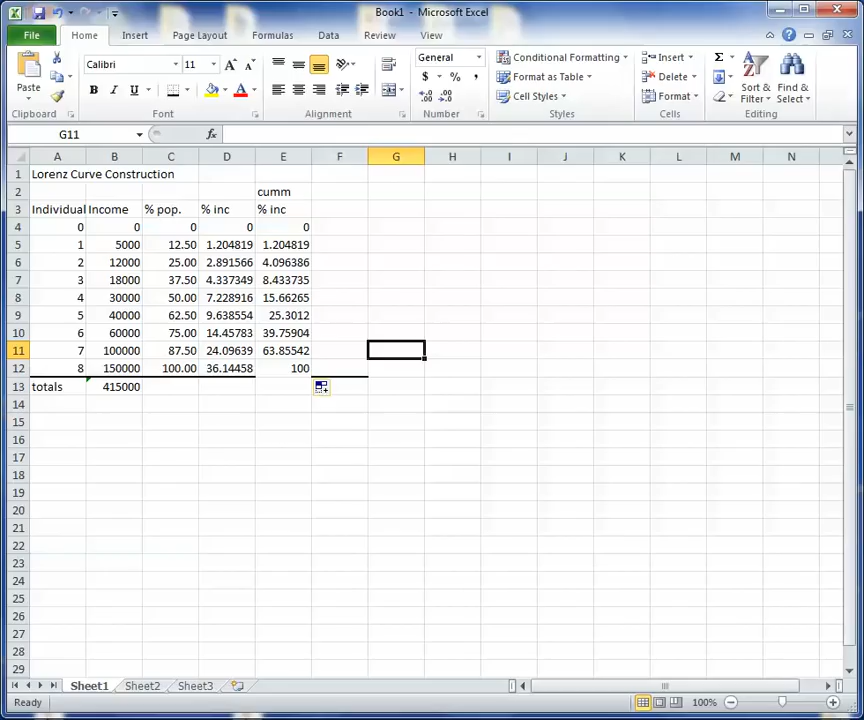 Book1 - Microsoft Excel
File Home Insert Page Layout Formulas Data Review View
Calibri 11 General Conditional Formatting Insert
Paste B I U $ % , Format as Table Delete Sort & Find &
Cell Styles Format Filter Select
Clipboard Font Alignment Number Styles Cells Editing
G11 fx
A B C D E F G H I J K L M N
1 Lorenz Curve Construction
2 cumm
3 Individual Income % pop. % inc % inc
4 0 0 0 0 0
5 1 5000 12.50 1.204819 1.204819
6 2 12000 25.00 2.891566 4.096386
7 3 18000 37.50 4.337349 8.433735
8 4 30000 50.00 7.228916 15.66265
9 5 40000 62.50 9.638554 25.3012
10 6 60000 75.00 14.45783 39.75904
11 7 100000 87.50 24.09639 63.85542
12 8 150000 100.00 36.14458 100
13 totals 415000
14
15
16
17
18
19
20
21
22
23
24
25
26
27
28
29
Sheet1 Sheet2 Sheet3
Ready 100%